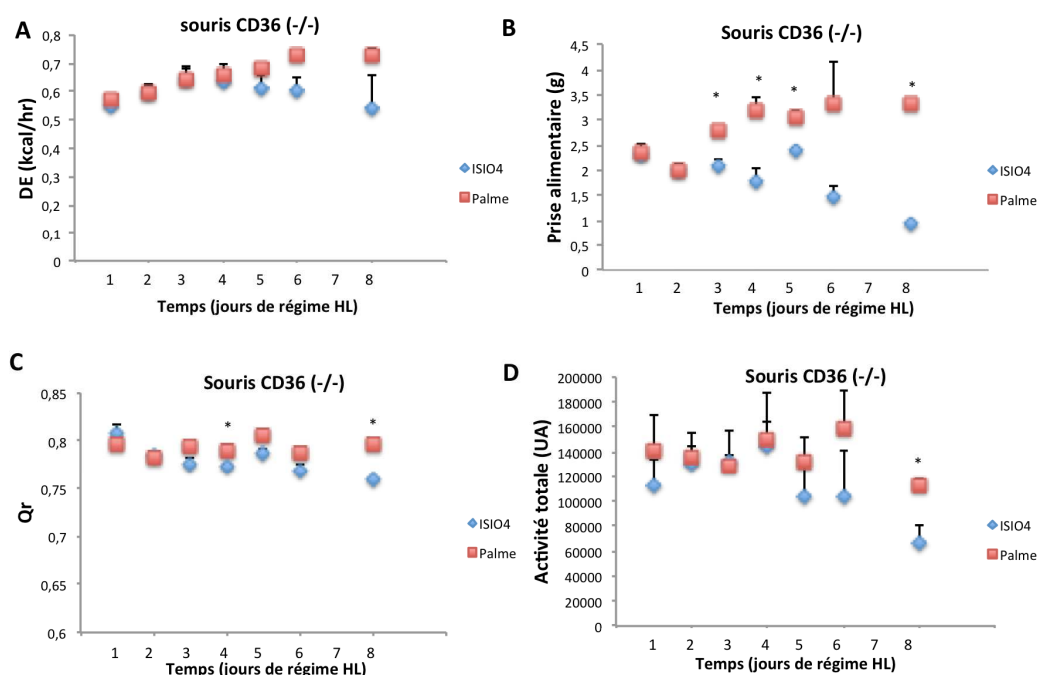 A
souris CD36 (-/-)
DE (kcal/hr)
0,8
0,7
0,6
0,5
0,4
0,3
0,2
0,1
0
1 2 3 4 5 6 7 8
Temps (jours de régime HL)
ISIO4
Palme
B
Souris CD36 (-/-)
Prise alimentaire (g)
4,5
4
3,5
3
2,5
2
1,5
1
0,5
0
* * * *
1 2 3 4 5 6 7 8
Temps (jours de régime HL)
ISIO4
Palme
C
Souris CD36 (-/-)
Qr
0,85
0,8
0,75
0,7
0,65
0,6
* *
1 2 3 4 5 6 7 8
Temps (jours de régime HL)
ISIO4
Palme
D
Souris CD36 (-/-)
Activité totale (UA)
200000
180000
160000
140000
120000
100000
80000
60000
40000
20000
0
*
1 2 3 4 5 6 7 8
Temps (jours de régime HL)
ISIO4
Palme